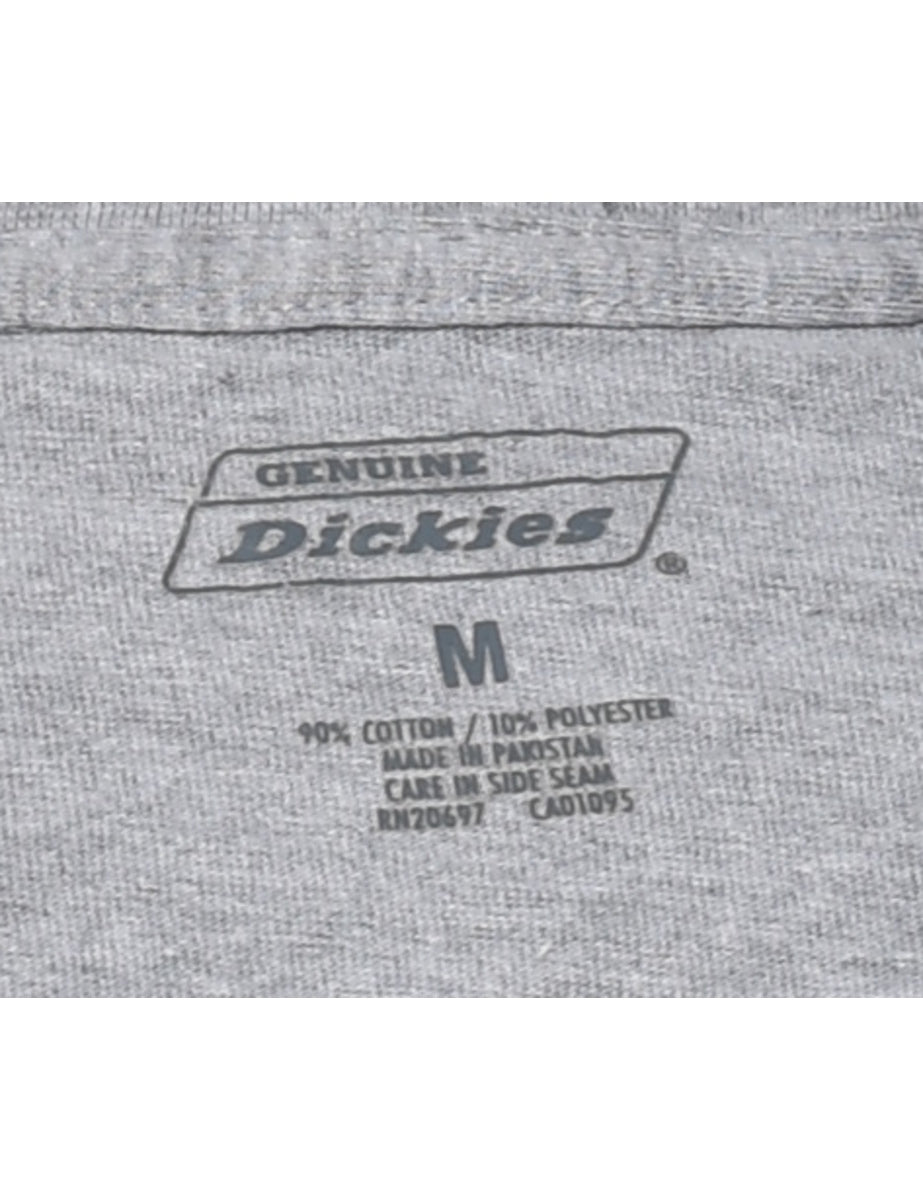 GENUINE
Dickies®
M
90% COTTON / 10% POLYESTER
MADE IN PAKISTAN
CARE IN SIDE SEAM
RN20697 CA01095